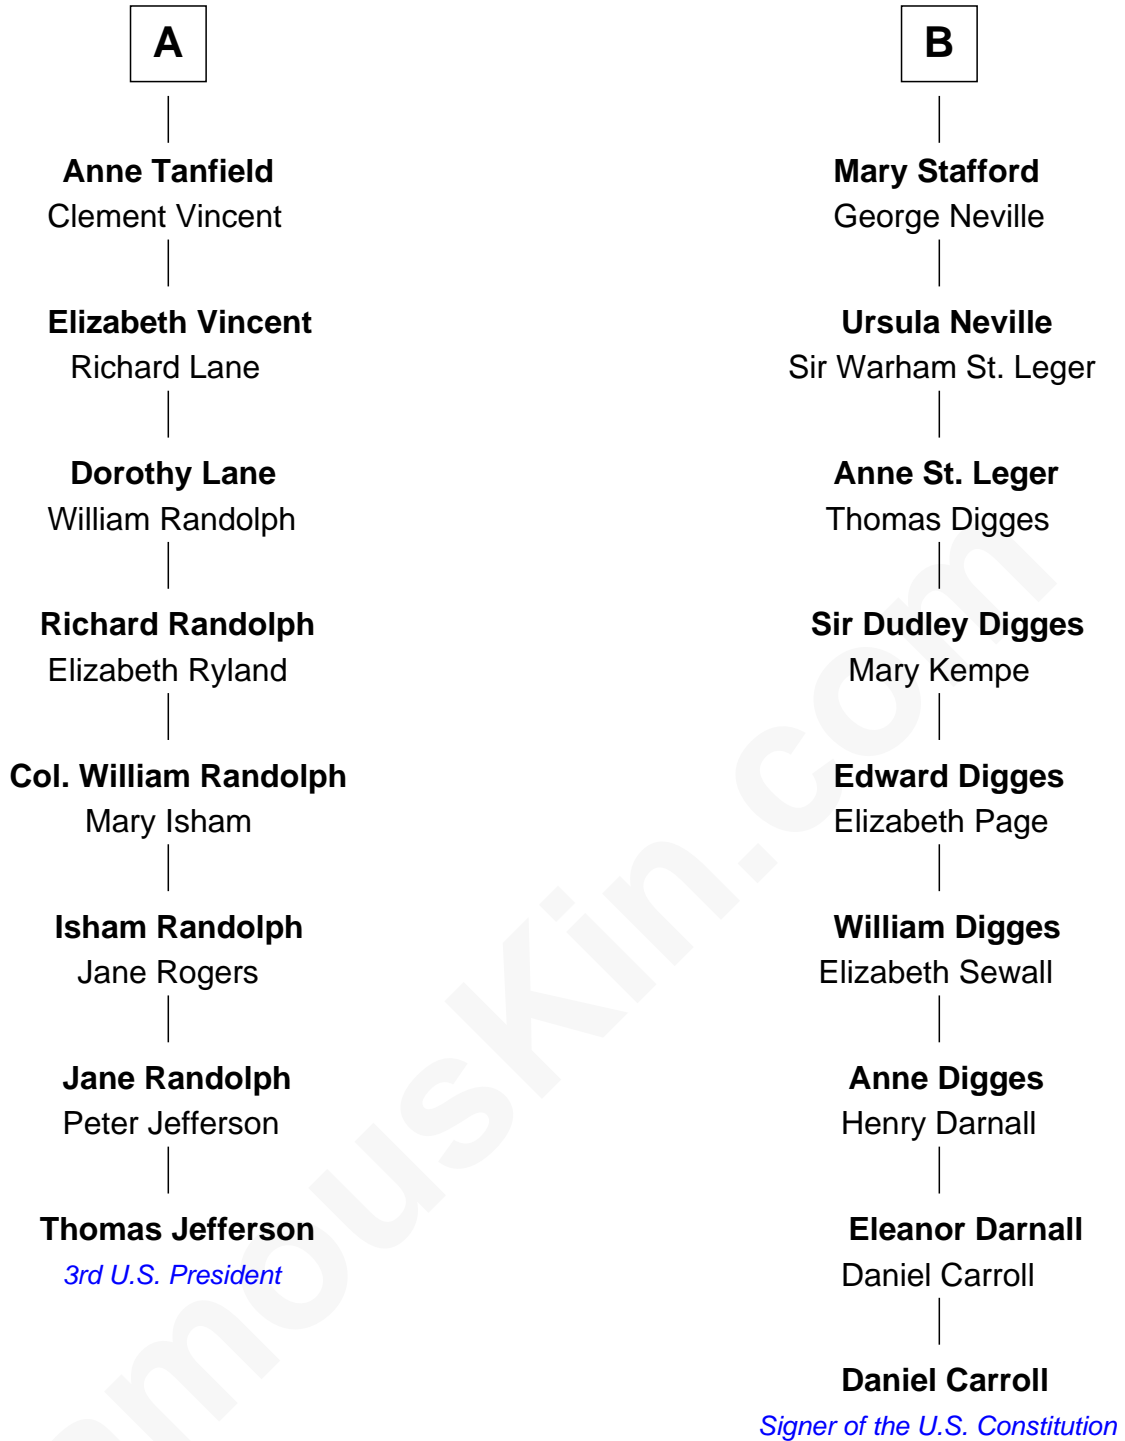 A
Anne Tanfield
Clement Vincent
Elizabeth Vincent
Richard Lane
Dorothy Lane
William Randolph
Richard Randolph
Elizabeth Ryland
Col. William Randolph
Mary Isham
Isham Randolph
Jane Rogers
Jane Randolph
Peter Jefferson
Thomas Jefferson
3rd U.S. President
B
Mary Stafford
George Neville
Ursula Neville
Sir Warham St. Leger
Anne St. Leger
Thomas Digges
Sir Dudley Digges
Mary Kempe
Edward Digges
Elizabeth Page
William Digges
Elizabeth Sewall
Anne Digges
Henry Darnall
Eleanor Darnall
Daniel Carroll
Daniel Carroll
Signer of the U.S. Constitution
amouskin.com